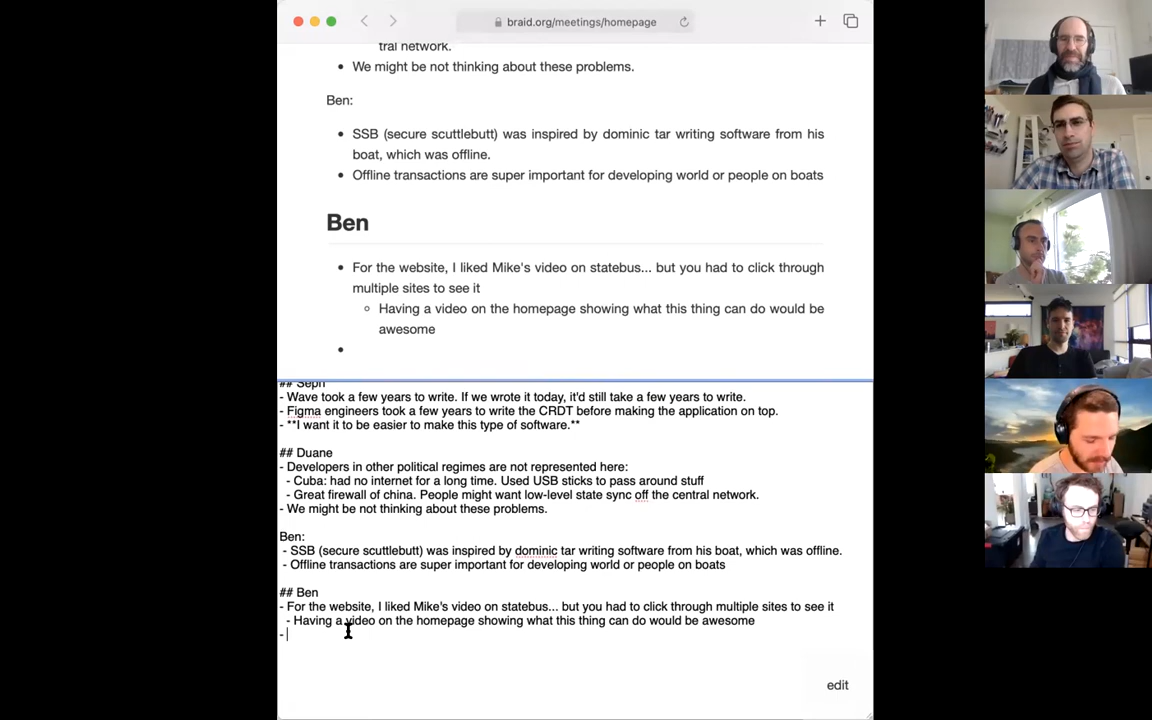 braid.org/meetings/homepage
tral network.
• We might be not thinking about these problems.
Ben:
• SSB (secure scuttlebutt) was inspired by dominic tar writing software from his
boat, which was offline.
• Offline transactions are super important for developing world or people on boats
Ben
• For the website, I liked Mike's video on statebus... but you had to click through
multiple sites to see it
◦ Having a video on the homepage showing what this thing can do would be
awesome
•
## Seph
- Wave took a few years to write. If we wrote it today, it'd still take a few years to write.
- Figma engineers took a few years to write the CRDT before making the application on top.
- **I want it to be easier to make this type of software.**
## Duane
- Developers in other political regimes are not represented here:
- Cuba: had no internet for a long time. Used USB sticks to pass around stuff
- Great firewall of china. People might want low-level state sync off the central network.
- We might be not thinking about these problems.
Ben:
- SSB (secure scuttlebutt) was inspired by dominic tar writing software from his boat, which was offline.
- Offline transactions are super important for developing world or people on boats
## Ben
- For the website, I liked Mike's video on statebus... but you had to click through multiple sites to see it
- Having a video on the homepage showing what this thing can do would be awesome
-
edit